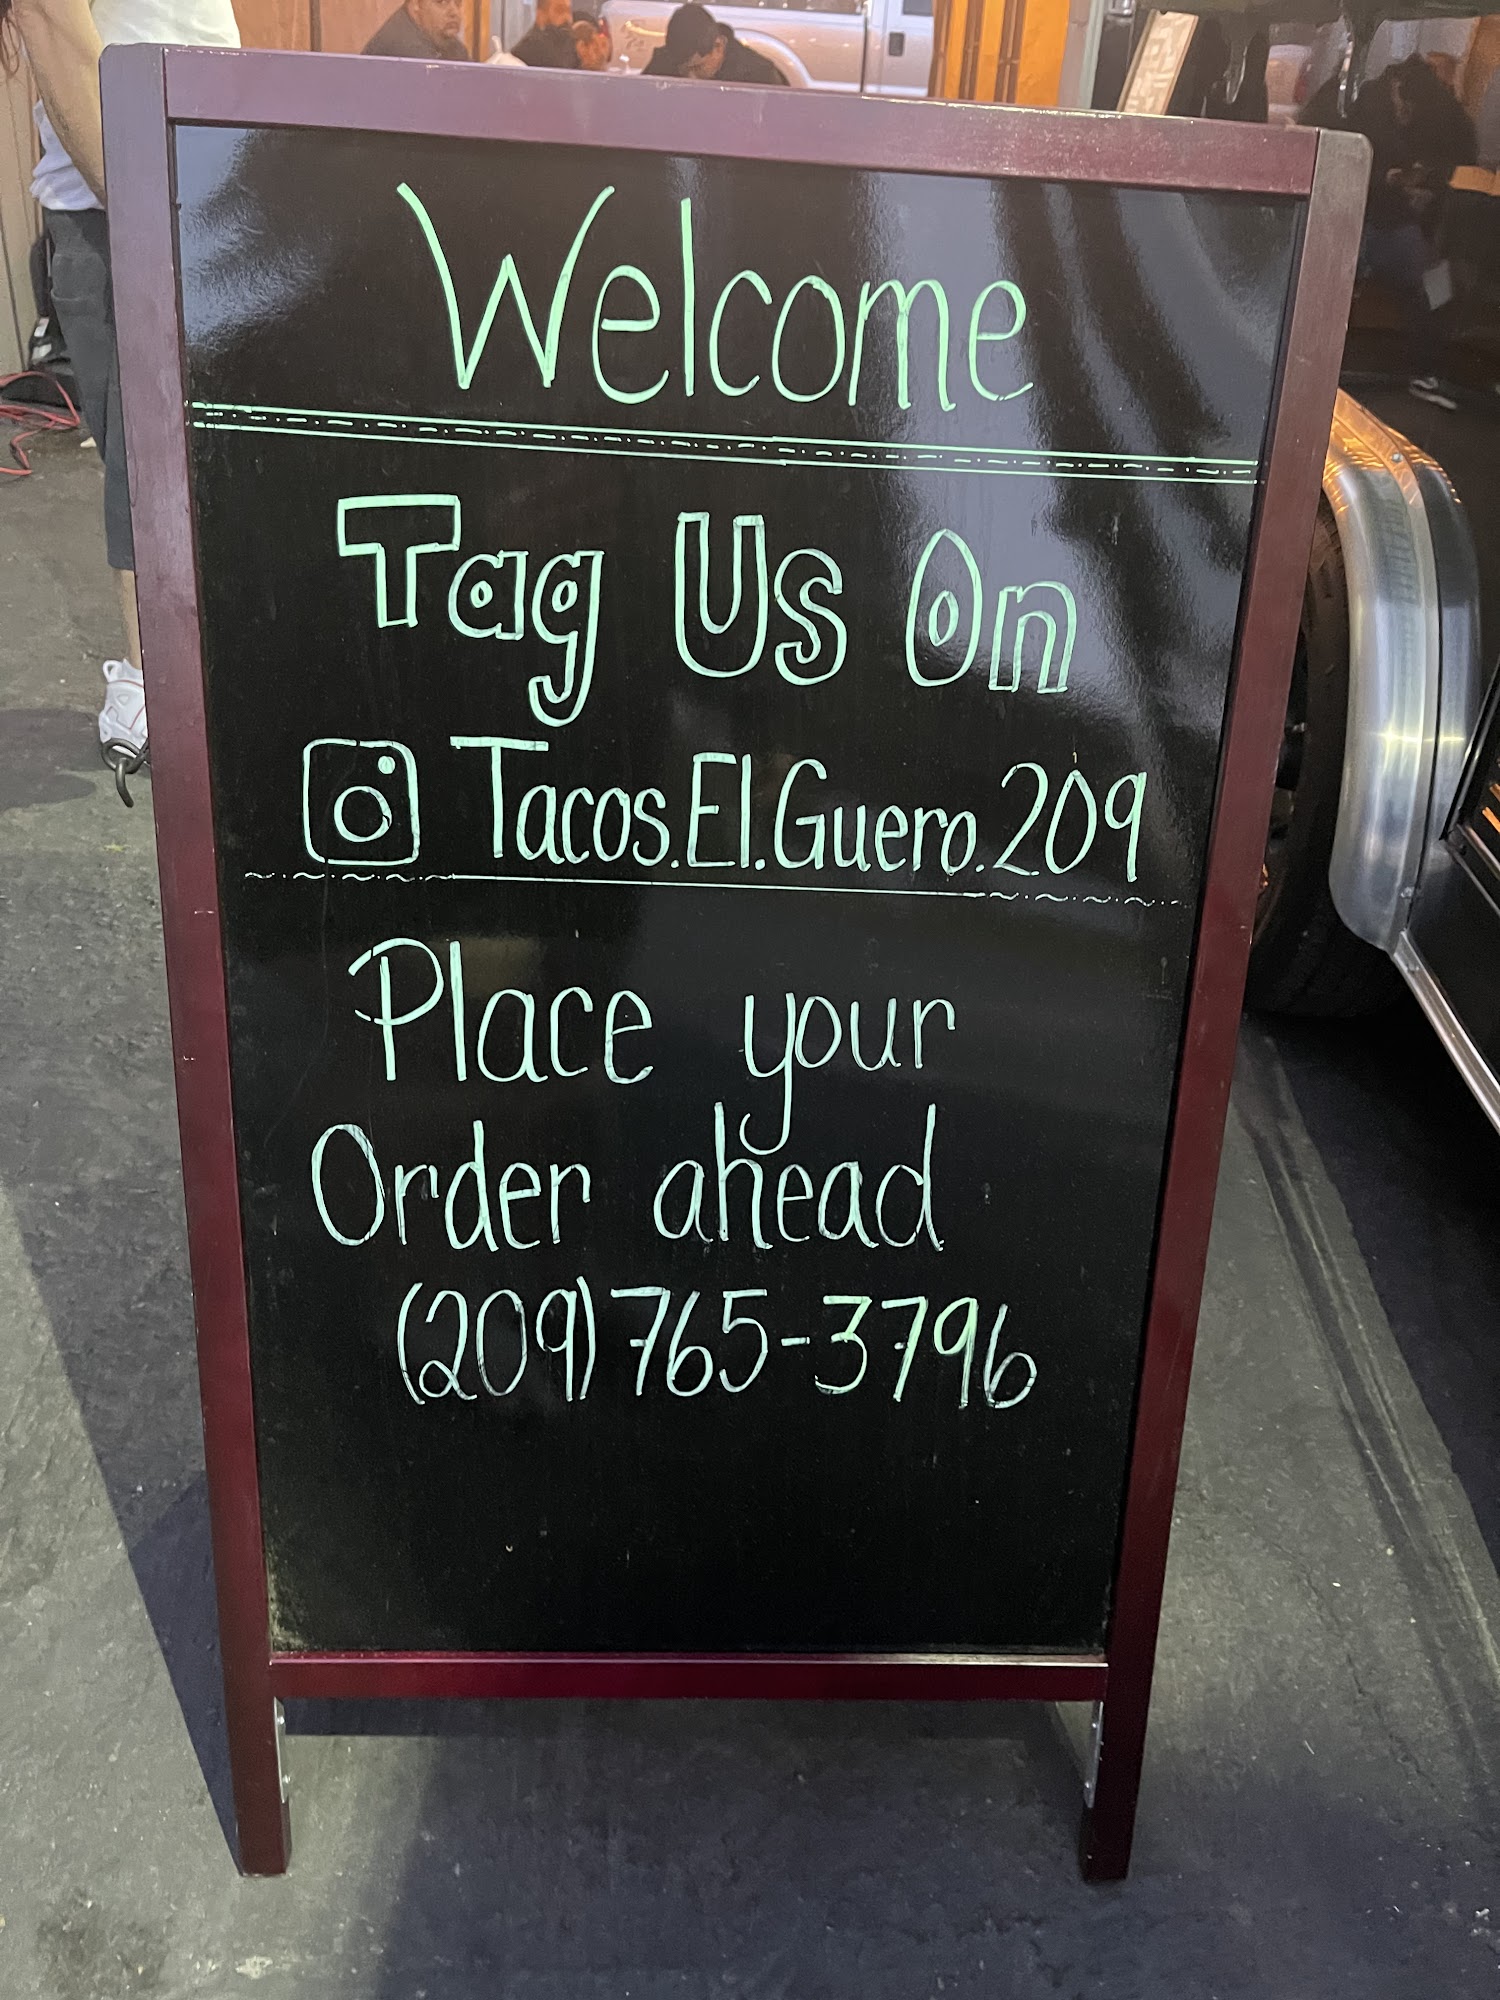 Welcome
Tag Us On
Tacos.El.Guero.209
Place your
Order ahead
(209)765-3796